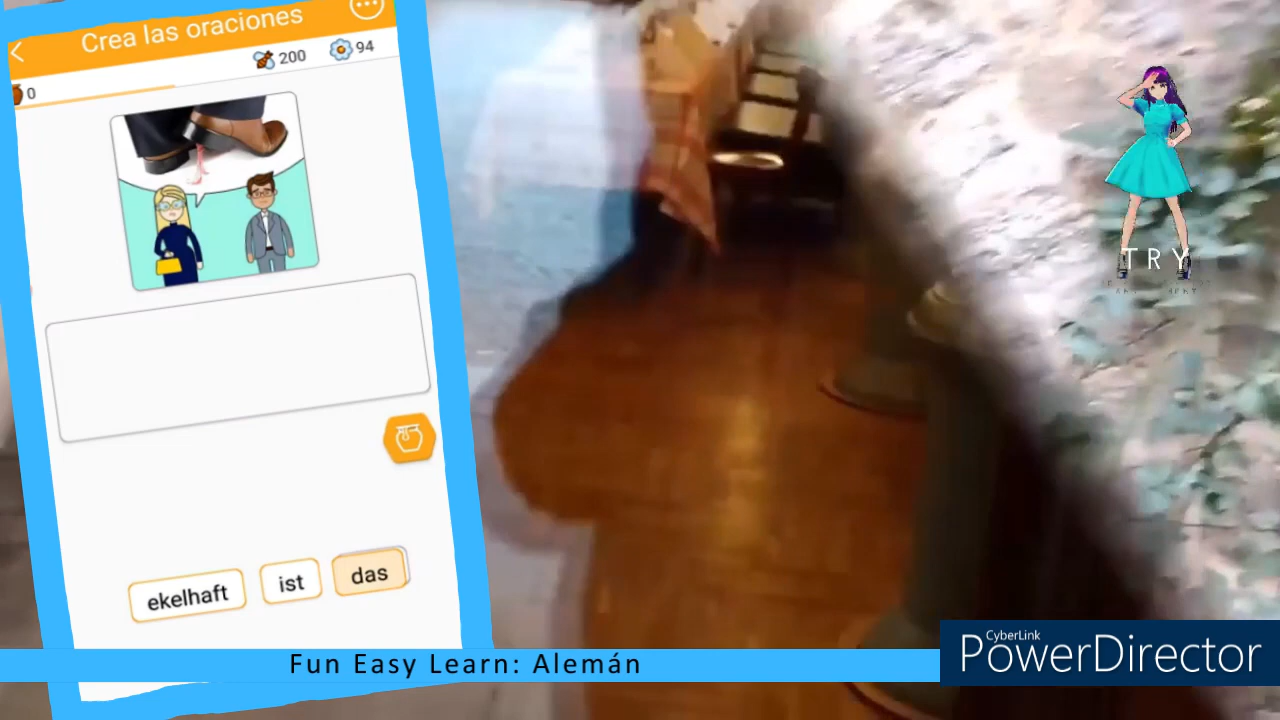 Crea las oraciones
200
94
0
ekelhaft
ist
das
TRY
Fun Easy Learn: Alemán
CyberLink
PowerDirector